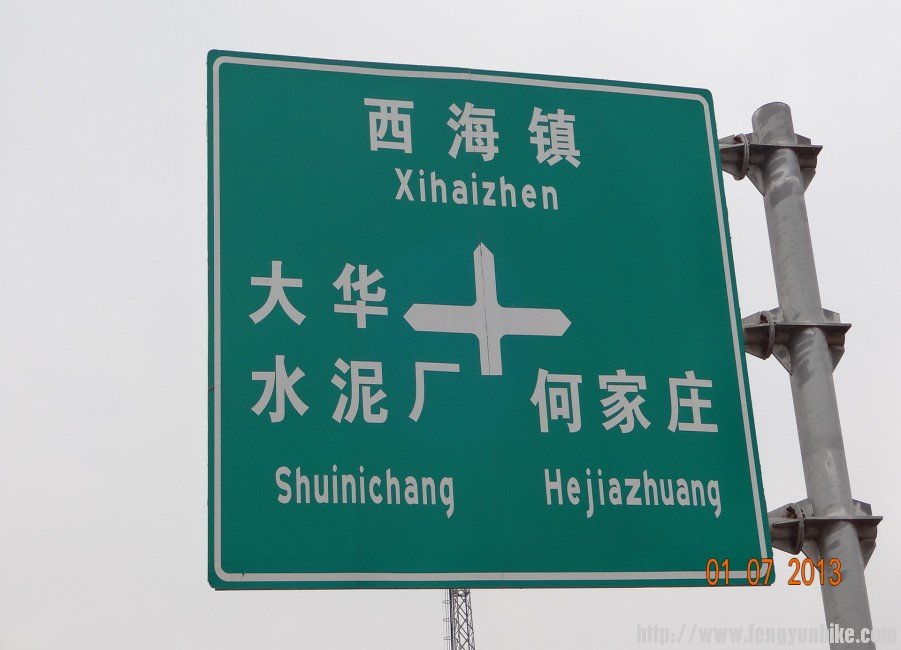 西海镇
Xihaizhen
大华
水泥厂
何家庄
Shuinichang
Hejiazhuang
01 07 2013
http://www.fengyunbike.com